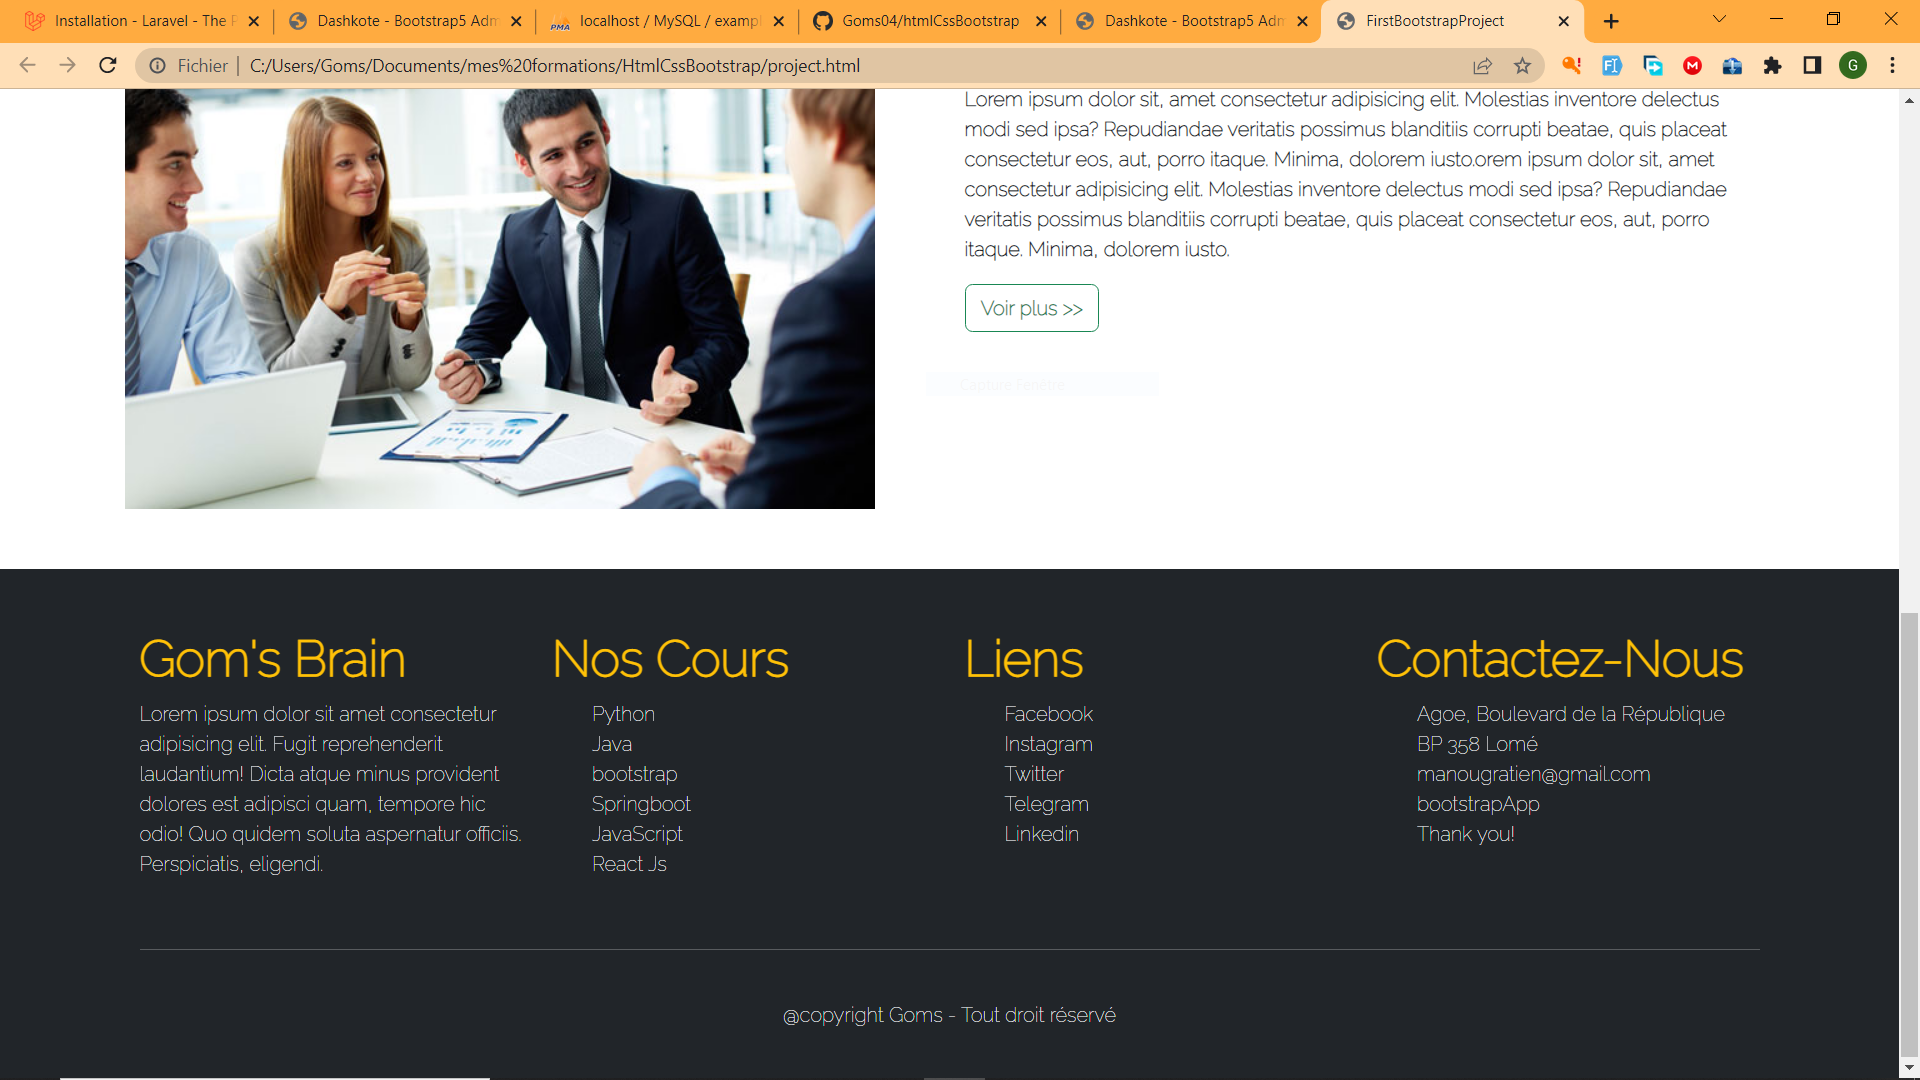 Installation - Laravel - The P
Dashkote - Bootstrap5 Adm
localhost / MySQL / exampl
Goms04/htmlCssBootstrap
Dashkote - Bootstrap5 Adm
FirstBootstrapProject
Fichier | C:/Users/Goms/Documents/mes%20formations/HtmlCssBootstrap/project.html
G
Lorem ipsum dolor sit, amet consectetur adipisicing elit. Molestias inventore delectus
modi sed ipsa? Repudiandae veritatis possimus blanditiis corrupti beatae, quis placeat
consectetur eos, aut, porro itaque. Minima, dolorem iusto.orem ipsum dolor sit, amet
consectetur adipisicing elit. Molestias inventore delectus modi sed ipsa? Repudiandae
veritatis possimus blanditiis corrupti beatae, quis placeat consectetur eos, aut, porro
itaque. Minima, dolorem iusto.
Voir plus >>
Capture Fenêtre
Gom's Brain
Lorem ipsum dolor sit amet consectetur
adipisicing elit. Fugit reprehenderit
laudantium! Dicta atque minus provident
dolores est adipisci quam, tempore hic
odio! Quo quidem soluta aspernatur officiis.
Perspiciatis, eligendi.
Nos Cours
Python
Java
bootstrap
Springboot
JavaScript
React Js
Liens
Facebook
Instagram
Twitter
Telegram
Linkedin
Contactez-Nous
Agoe, Boulevard de la République
BP 358 Lomé
manougratien@gmail.com
bootstrapApp
Thank you!
@copyright Goms - Tout droit réservé